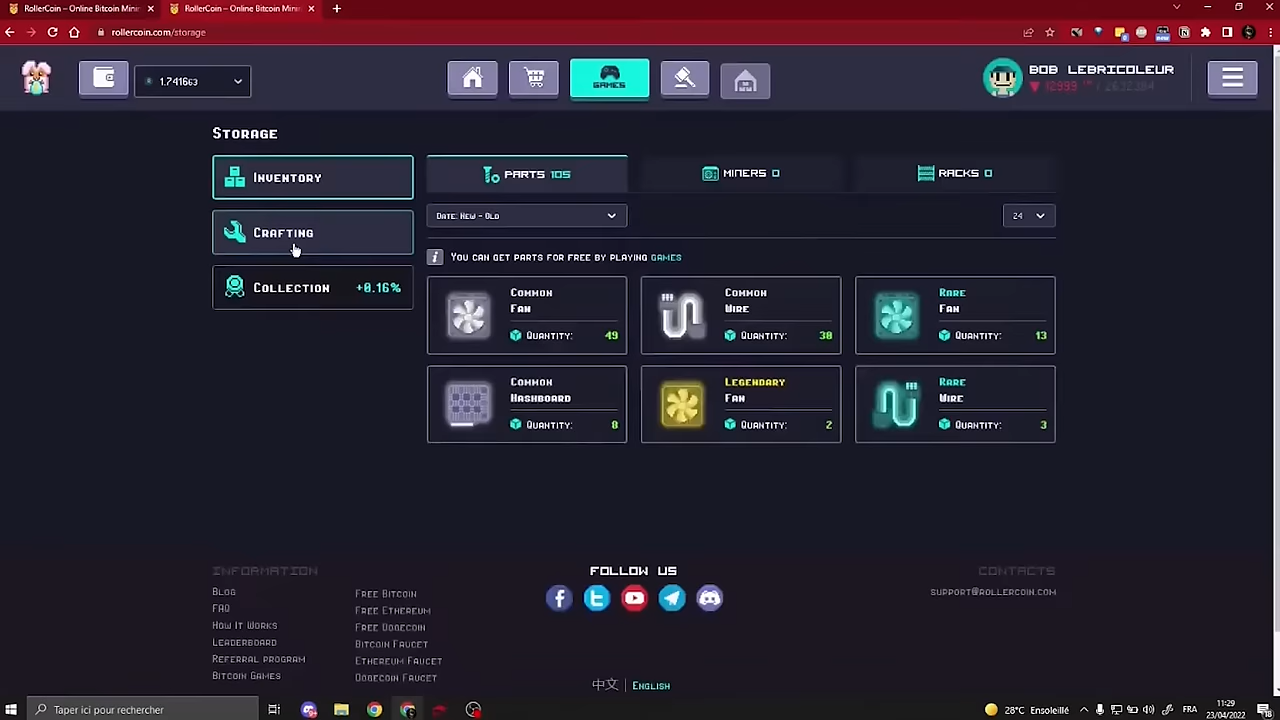 RollerCoin – Online Bitcoin Mini
RollerCoin – Online Bitcoin Mini
rollercoin.com/storage
1.741663
GAMES
BOB LEBRICOLEUR
STORAGE
INVENTORY
CRAFTING
COLLECTION +0.16%
PARTS 105
MINERS 0
RACKS 0
DATE: NEW - OLD
24
YOU CAN GET PARTS FOR FREE BY PLAYING GAMES
COMMON
FAN
QUANTITY: 49
COMMON
WIRE
QUANTITY: 38
RARE
FAN
QUANTITY: 13
COMMON
HASHBOARD
QUANTITY: 8
LEGENDARY
FAN
QUANTITY: 2
RARE
WIRE
QUANTITY: 3
INFORMATION
BLOG
FAQ
HOW IT WORKS
LEADERBOARD
REFERRAL PROGRAM
BITCOIN GAMES
FREE BITCOIN
FREE ETHEREUM
FREE DOGECOIN
BITCOIN FAUCET
ETHEREUM FAUCET
DOGECOIN FAUCET
FOLLOW US
CONTACTS
SUPPORT@ROLLERCOIN.COM
中文 | ENGLISH
Taper ici pour rechercher
28°C Ensoleillé
FRA
11:29
23/04/2022